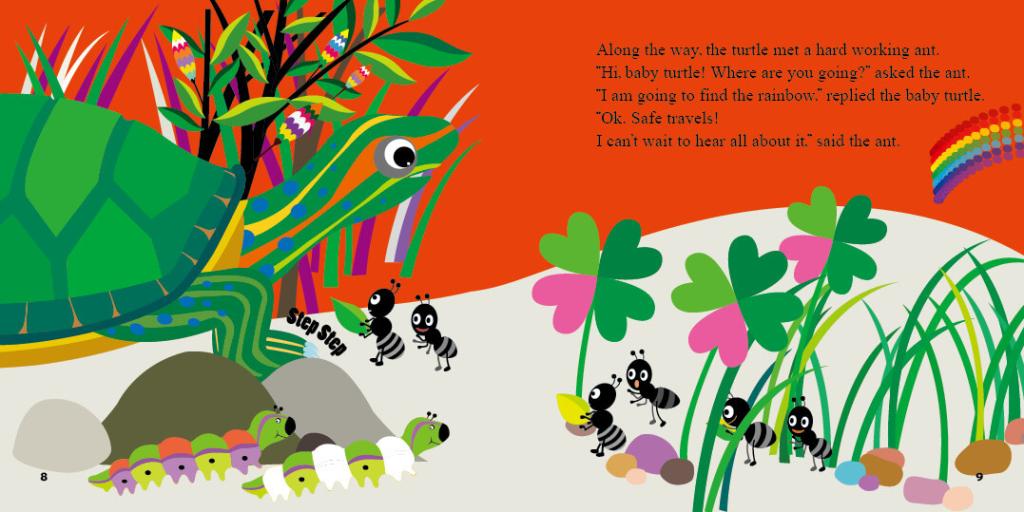 Along the way, the turtle met a hard working ant.
"Hi, baby turtle! Where are you going?" asked the ant.
"I am going to find the rainbow," replied the baby turtle.
"Ok. Safe travels!
I can't wait to hear all about it," said the ant.
Step Step
8
9